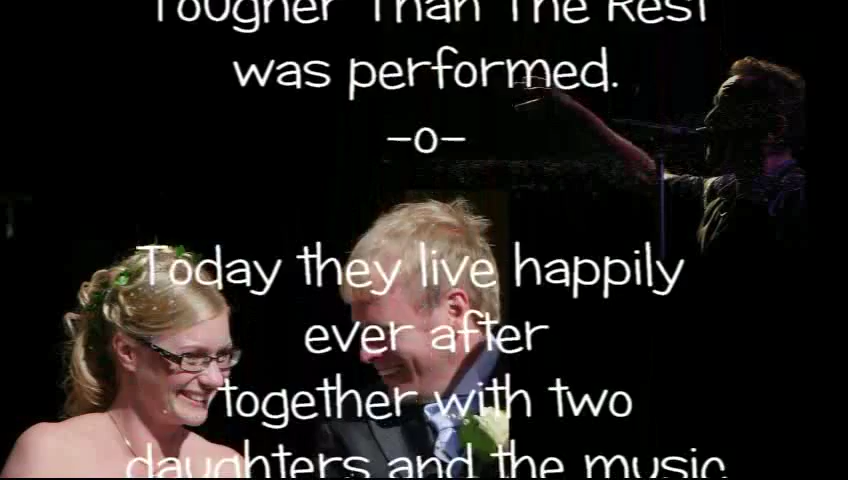 Tougher Than The Rest
was performed.
-o-
Today they live happily
ever after
together with two
daughters and the music